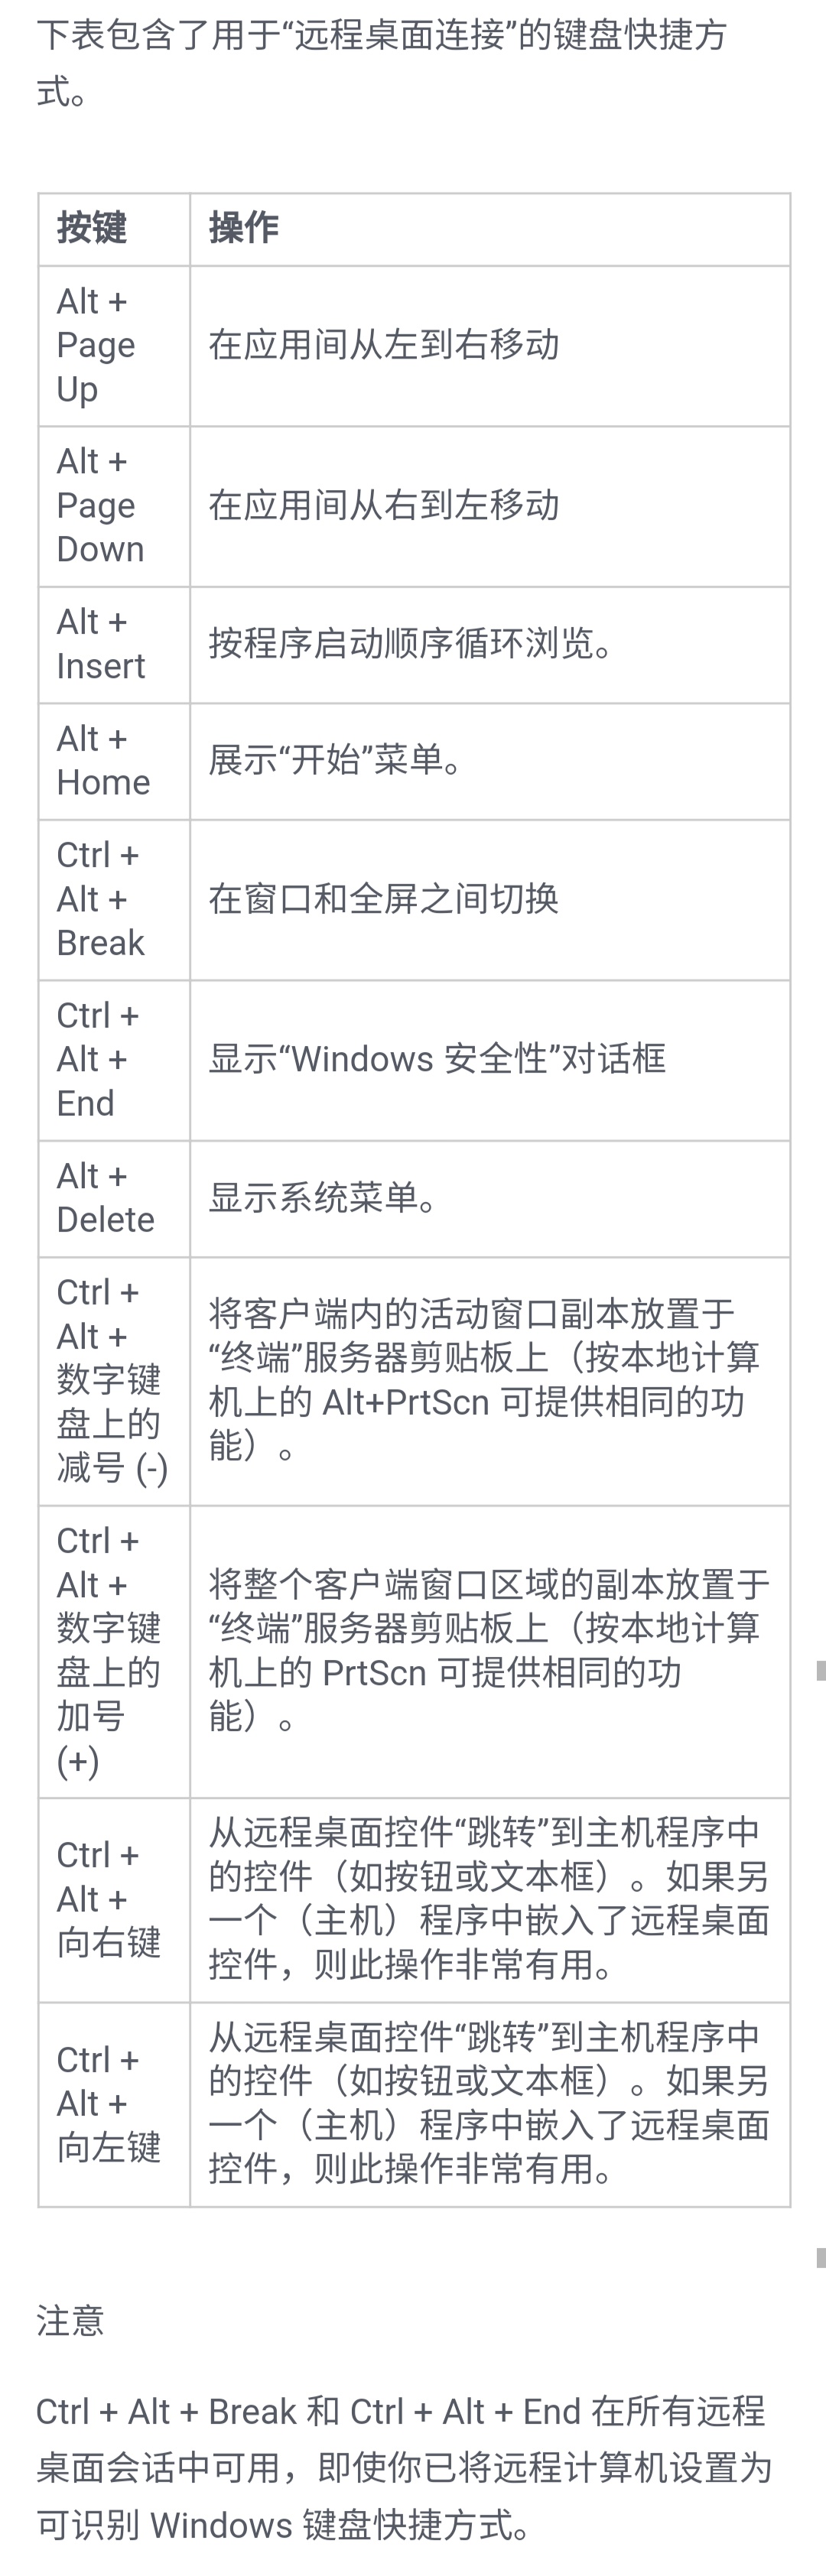 下表包含了用于“远程桌面连接”的键盘快捷方
式。
按键
操作
Alt +
Page
Up
在应用间从左到右移动
Alt +
Page
Down
在应用间从右到左移动
Alt +
Insert
按程序启动顺序循环浏览。
Alt +
Home
展示“开始”菜单。
Ctrl +
Alt +
Break
在窗口和全屏之间切换
Ctrl +
Alt +
End
显示“Windows 安全性”对话框
Alt +
Delete
显示系统菜单。
Ctrl +
Alt +
数字键
盘上的
减号 (-)
将客户端内的活动窗口副本放置于
“终端”服务器剪贴板上（按本地计算
机上的 Alt+PrtScn 可提供相同的功
能）。
Ctrl +
Alt +
数字键
盘上的
加号
(+)
将整个客户端窗口区域的副本放置于
“终端”服务器剪贴板上（按本地计算
机上的 PrtScn 可提供相同的功
能）。
Ctrl +
Alt +
向右键
从远程桌面控件“跳转”到主机程序中
的控件（如按钮或文本框）。如果另
一个（主机）程序中嵌入了远程桌面
控件，则此操作非常有用。
Ctrl +
Alt +
向左键
从远程桌面控件“跳转”到主机程序中
的控件（如按钮或文本框）。如果另
一个（主机）程序中嵌入了远程桌面
控件，则此操作非常有用。
注意
Ctrl + Alt + Break 和 Ctrl + Alt + End 在所有远程
桌面会话中可用，即使你已将远程计算机设置为
可识别 Windows 键盘快捷方式。